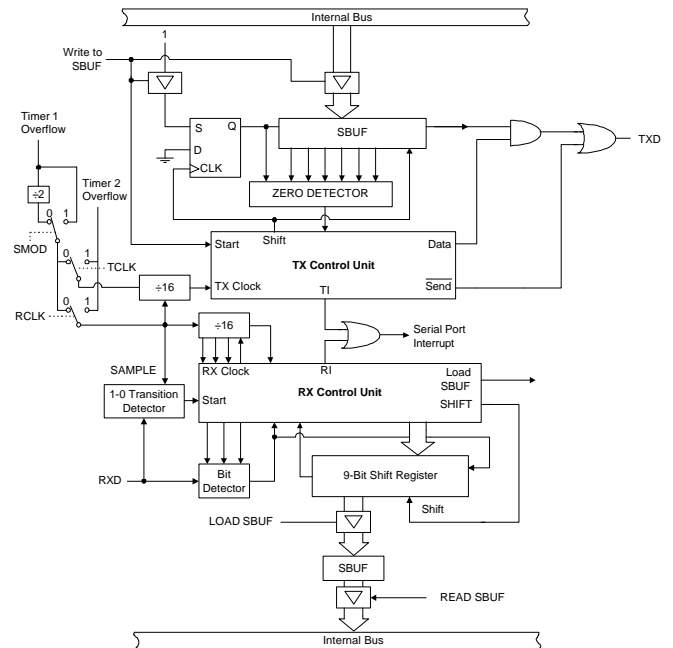 Internal Bus
1
Write to
SBUF
S
Q
D
CLK
SBUF
TXD
Timer 1
Overflow
÷2
Timer 2
Overflow
ZERO DETECTOR
0
1
SMOD
Start
Shift
Data
TX Control Unit
0
1
TCLK
÷16
TX Clock
TI
Send
0
1
RCLK
÷16
Serial Port
Interrupt
SAMPLE
RX Clock
RI
Load
SBUF
RX Control Unit
1-0 Transition
Detector
Start
SHIFT
RXD
Bit
Detector
9-Bit Shift Register
Shift
LOAD SBUF
SBUF
READ SBUF
Internal Bus